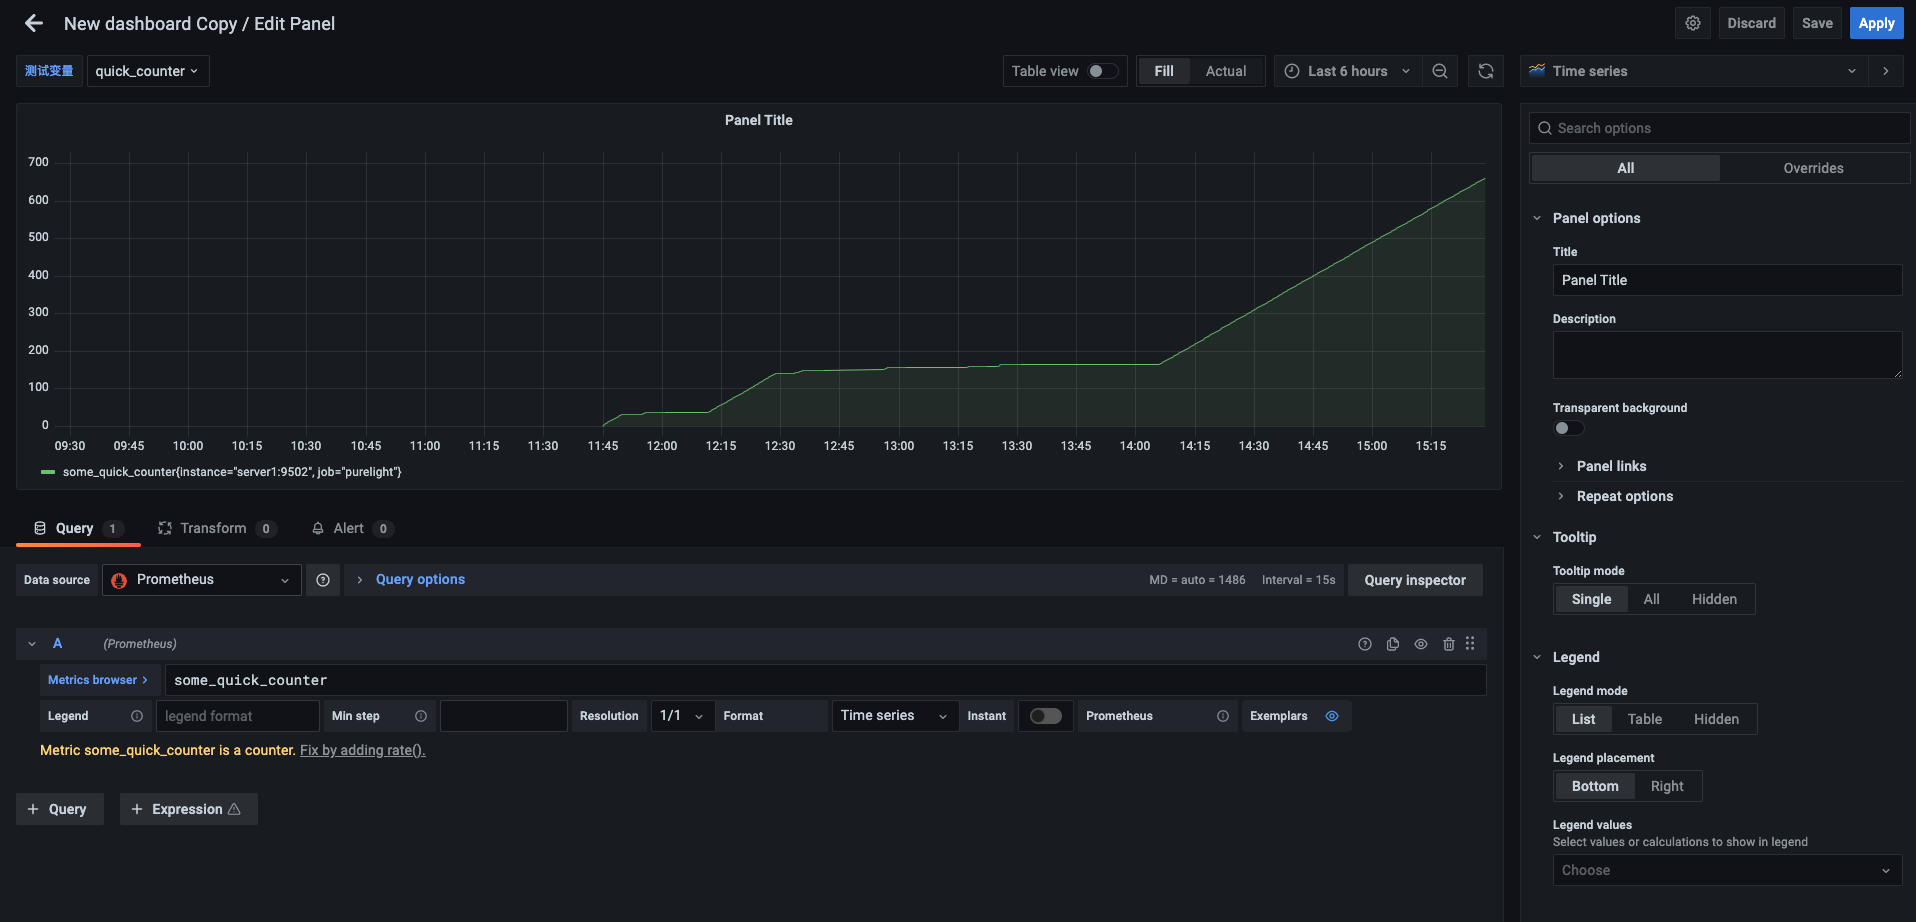 New dashboard Copy / Edit Panel
Discard
Save
Apply
测试变量
quick_counter
Table view
Fill
Actual
Last 6 hours
Time series
Panel Title
700
600
500
400
300
200
100
0
09:30 09:45 10:00 10:15 10:30 10:45 11:00 11:15 11:30 11:45 12:00 12:15 12:30 12:45 13:00 13:15 13:30 13:45 14:00 14:15 14:30 14:45 15:00 15:15
some_quick_counter{instance="server1:9502", job="purelight"}
Query 1
Transform 0
Alert 0
Data source
Prometheus
Query options
MD = auto = 1486
Interval = 15s
Query inspector
A
(Prometheus)
Metrics browser
some_quick_counter
Legend
legend format
Min step
Resolution
1/1
Format
Time series
Instant
Prometheus
Exemplars
Metric some_quick_counter is a counter. Fix by adding rate().
+ Query
+ Expression
Search options
All
Overrides
Panel options
Title
Panel Title
Description
Transparent background
Panel links
Repeat options
Tooltip
Tooltip mode
Single
All
Hidden
Legend
Legend mode
List
Table
Hidden
Legend placement
Bottom
Right
Legend values
Select values or calculations to show in legend
Choose